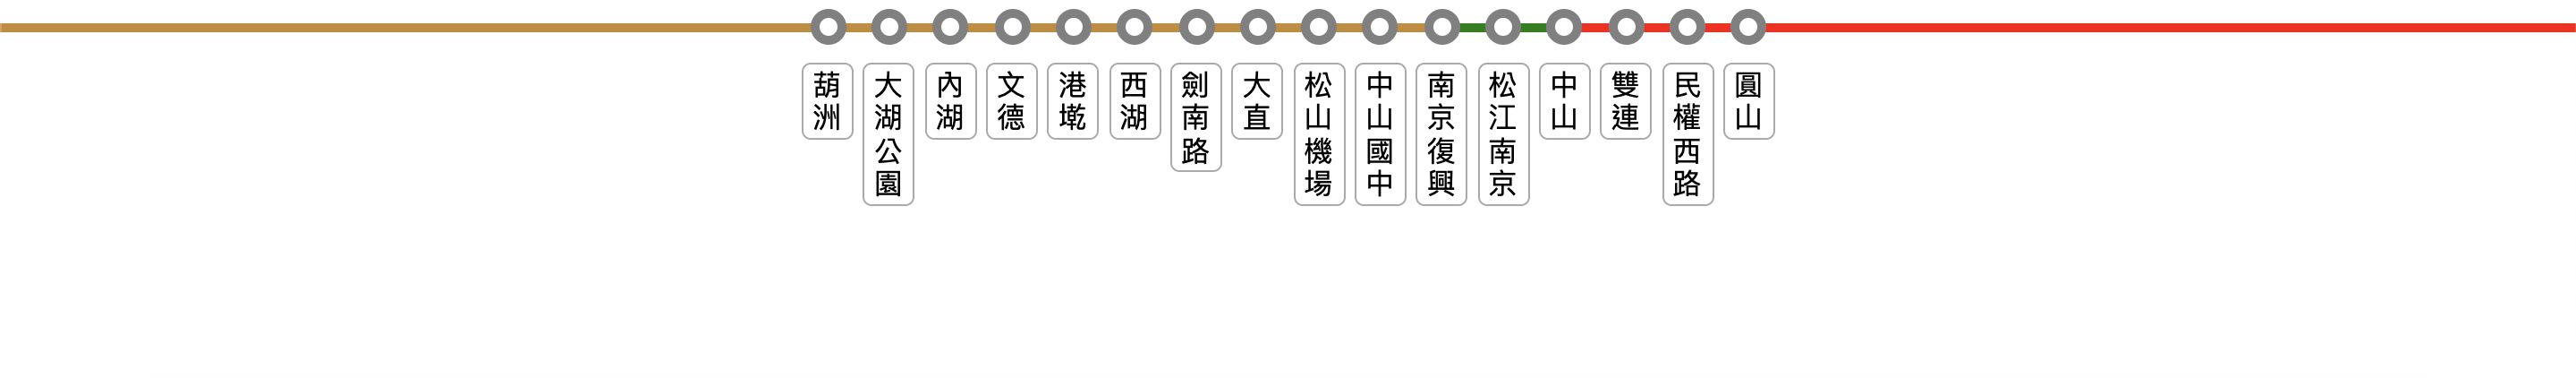 葫洲
大湖公園
內湖
文德
港墘
西湖
劍南路
大直
松山機場
中山國中
南京復興
松江南京
中山
雙連
民權西路
圓山